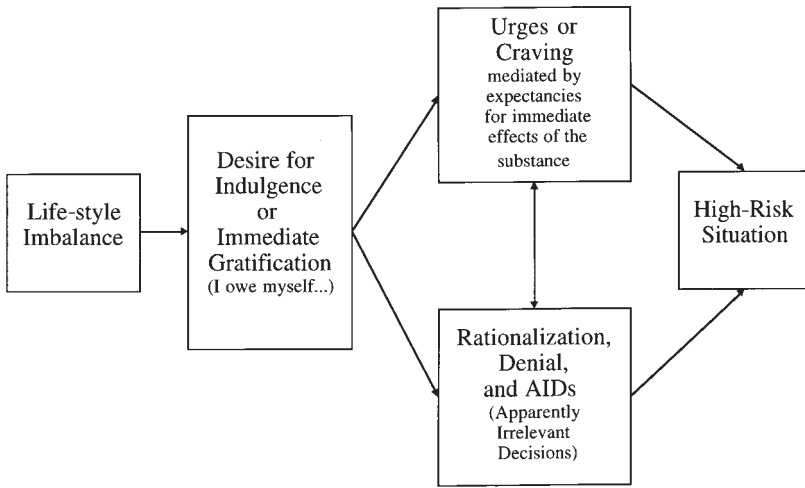 Life-style
Imbalance
Desire for
Indulgence
or
Immediate
Gratification
(I owe myself...)
Urges or
Craving
mediated by
expectancies
for immediate
effects of the
substance
Rationalization,
Denial,
and AIDs
(Apparently
Irrelevant
Decisions)
High-Risk
Situation